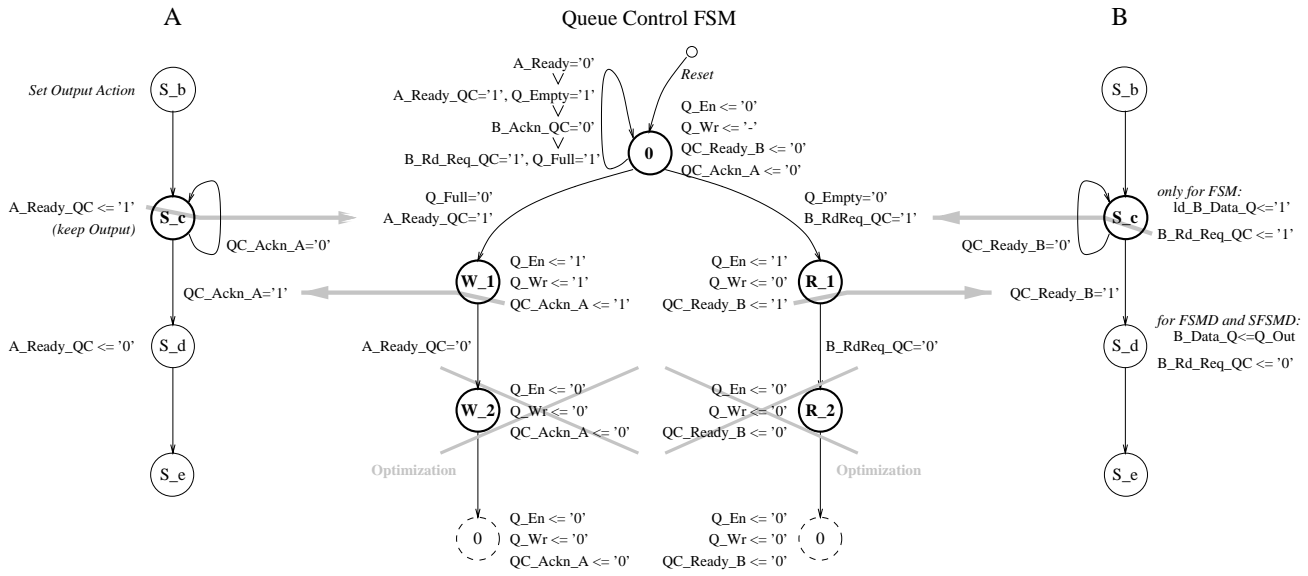 A
Queue Control FSM
B
Set Output Action
S_b
A_Ready='0'
A_Ready_QC='1', Q_Empty='1'
B_Ackn_QC='0'
B_Rd_Req_QC='1', Q_Full='1'
Reset
0
Q_En <= '0'
Q_Wr <= '-'
QC_Ready_B <= '0'
QC_Ackn_A <= '0'
S_b
A_Ready_QC <= '1'
(keep Output)
S_c
QC_Ackn_A='0'
Q_Full='0'
A_Ready_QC='1'
Q_Empty='0'
B_RdReq_QC='1'
S_c
QC_Ready_B='0'
only for FSM:
ld_B_Data_Q<='1'
B_Rd_Req_QC <= '1'
QC_Ackn_A='1'
W_1
Q_En <= '1'
Q_Wr <= '1'
QC_Ackn_A <= '1'
Q_En <= '1'
Q_Wr <= '0'
QC_Ready_B <= '1'
R_1
QC_Ready_B='1'
A_Ready_QC <= '0'
S_d
A_Ready_QC='0'
B_RdReq_QC='0'
S_d
for FSMD and SFSMD:
B_Data_Q<=Q_Out
B_Rd_Req_QC <= '0'
W_2
Q_En <= '0'
Q_Wr <= '0'
QC_Ackn_A <= '0'
Q_En <= '0'
Q_Wr <= '0'
QC_Ready_B <= '0'
R_2
Optimization
Optimization
S_e
S_e
0
Q_En <= '0'
Q_Wr <= '0'
QC_Ackn_A <= '0'
Q_En <= '0'
Q_Wr <= '0'
QC_Ready_B <= '0'
0